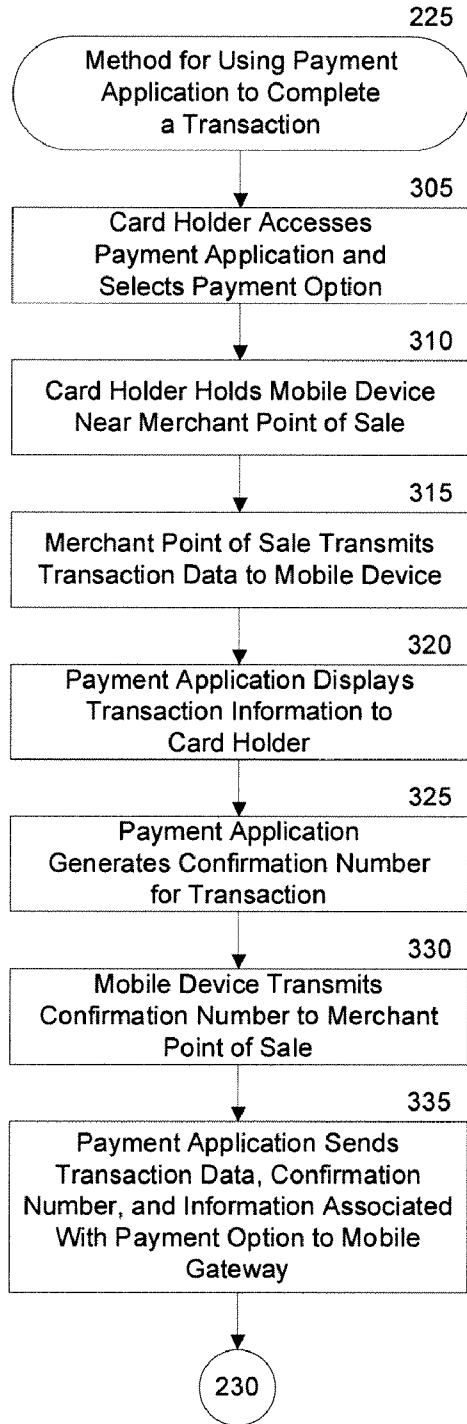 225
Method for Using Payment
Application to Complete
a Transaction
305
Card Holder Accesses
Payment Application and
Selects Payment Option
310
Card Holder Holds Mobile Device
Near Merchant Point of Sale
315
Merchant Point of Sale Transmits
Transaction Data to Mobile Device
320
Payment Application Displays
Transaction Information to
Card Holder
325
Payment Application
Generates Confirmation Number
for Transaction
330
Mobile Device Transmits
Confirmation Number to Merchant
Point of Sale
335
Payment Application Sends
Transaction Data, Confirmation
Number, and Information Associated
With Payment Option to Mobile
Gateway
230